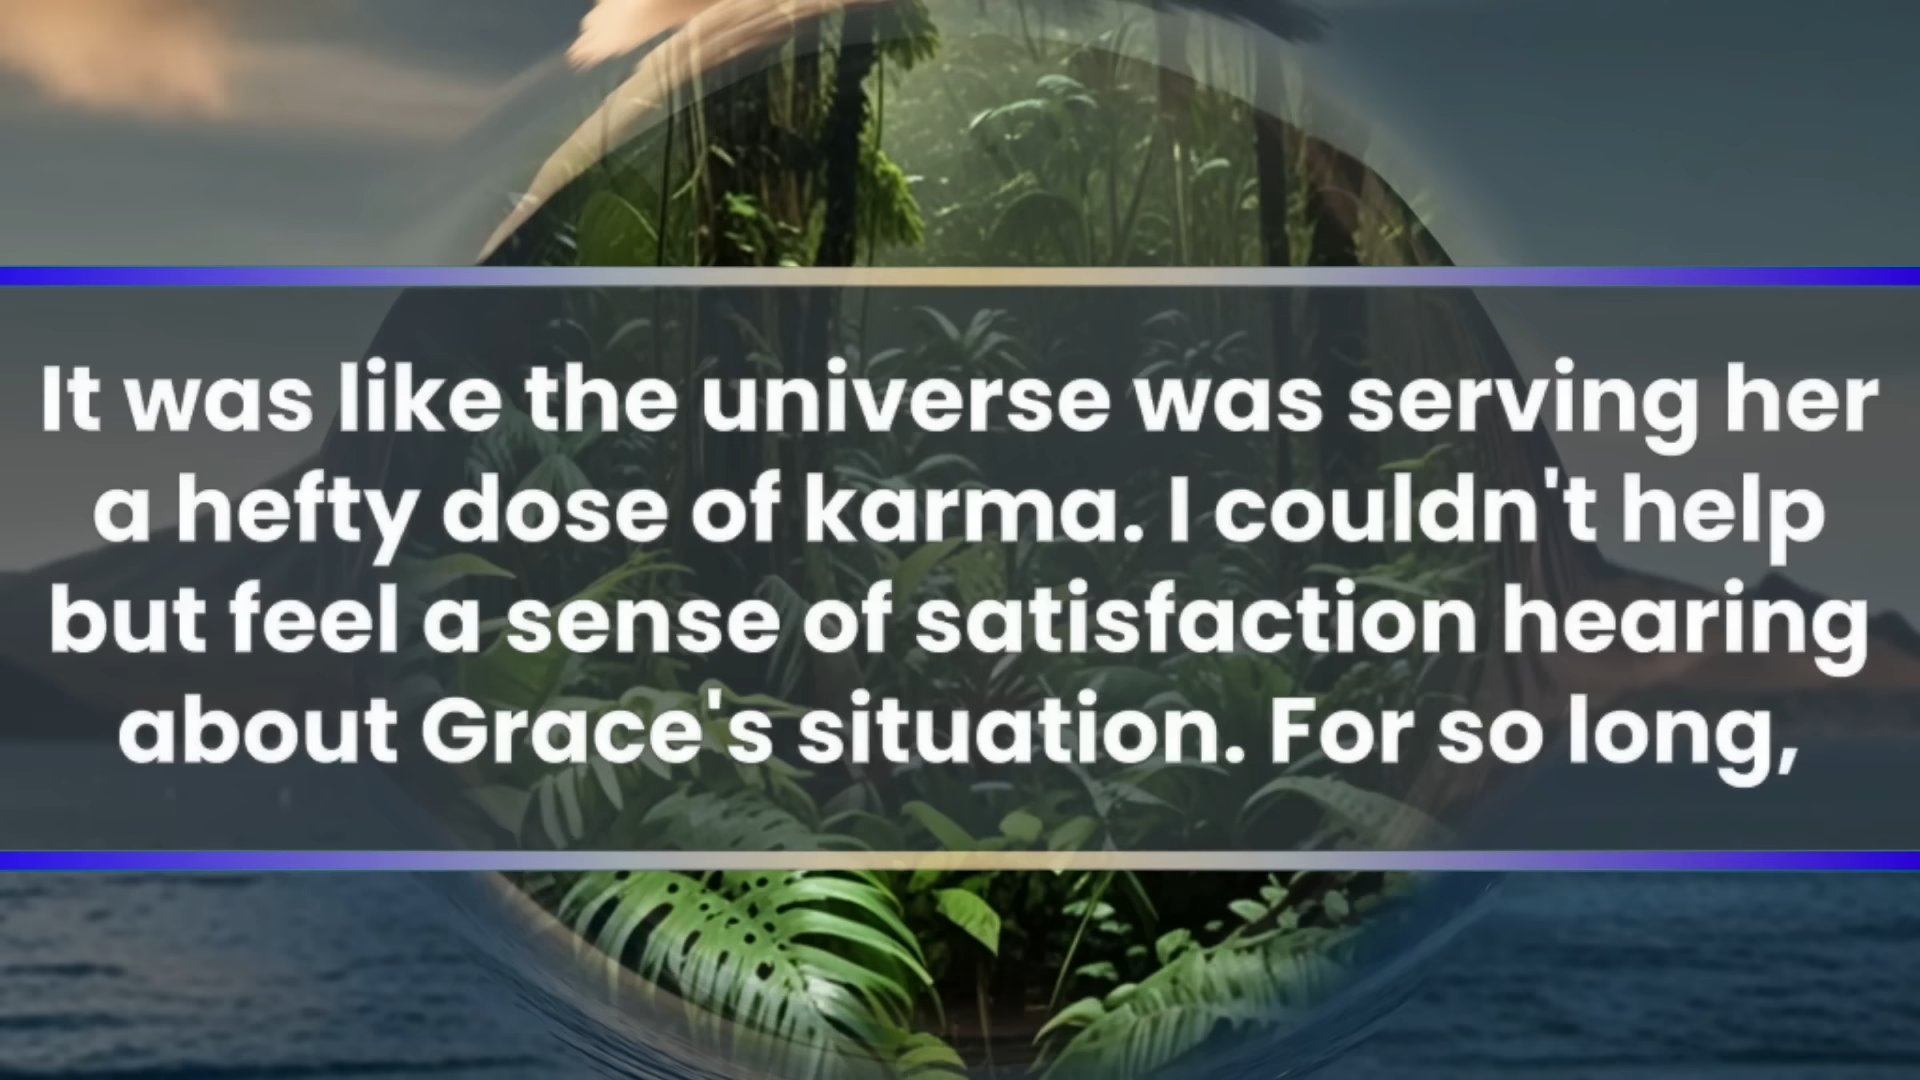 It was like the universe was serving her
a hefty dose of karma. I couldn't help
but feel a sense of satisfaction hearing
about Grace's situation. For so long,